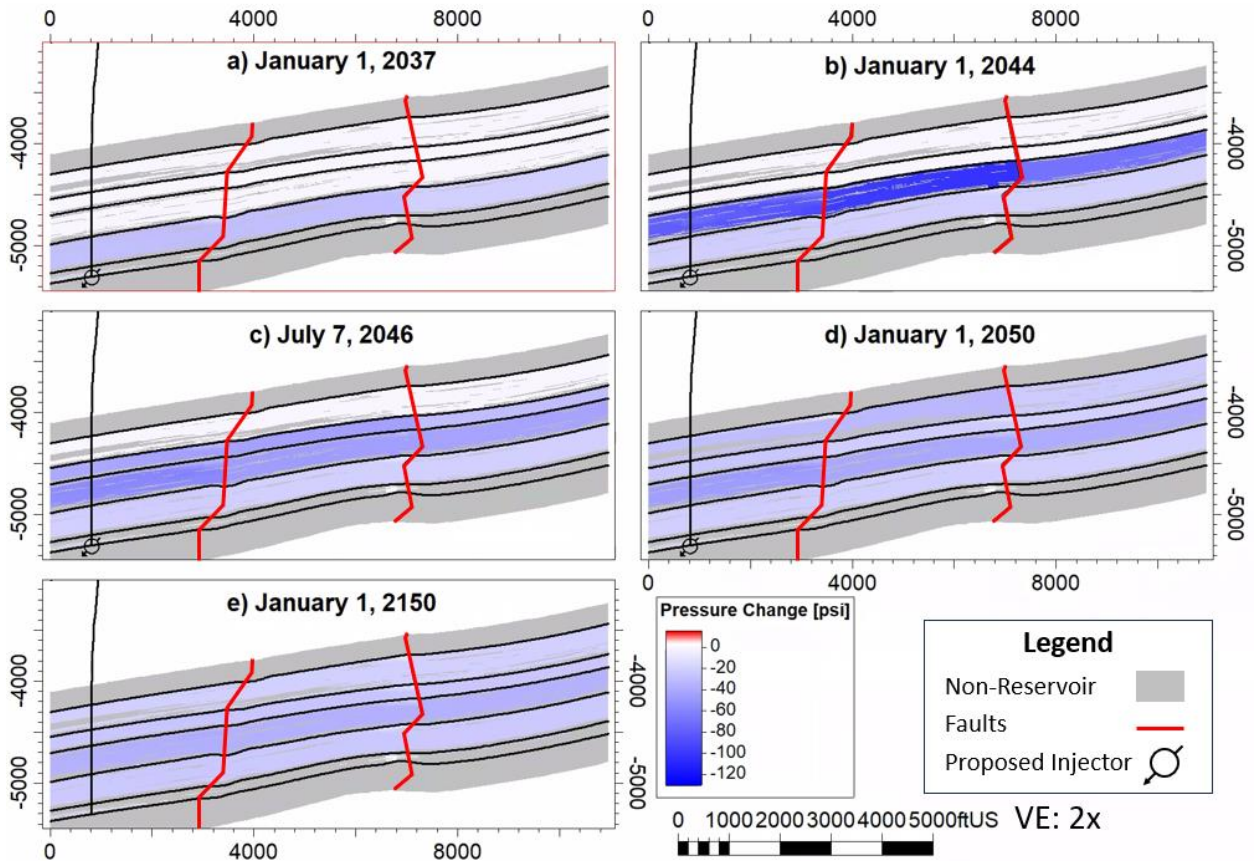 0 4000 8000 0 4000 8000
a) January 1, 2037
b) January 1, 2044
-4000
-5000
-4000
-5000
c) July 7, 2046
d) January 1, 2050
-4000
-5000
-4000
-5000
0 4000 8000
e) January 1, 2150
-4000
-5000
-4000
-5000
0 4000 8000
Pressure Change [psi]
0
-20
-40
-60
-80
-100
-120
Legend
Non-Reservoir
Faults
Proposed Injector
0 1000 2000 3000 4000 5000ftUS
VE: 2x
0 4000 8000